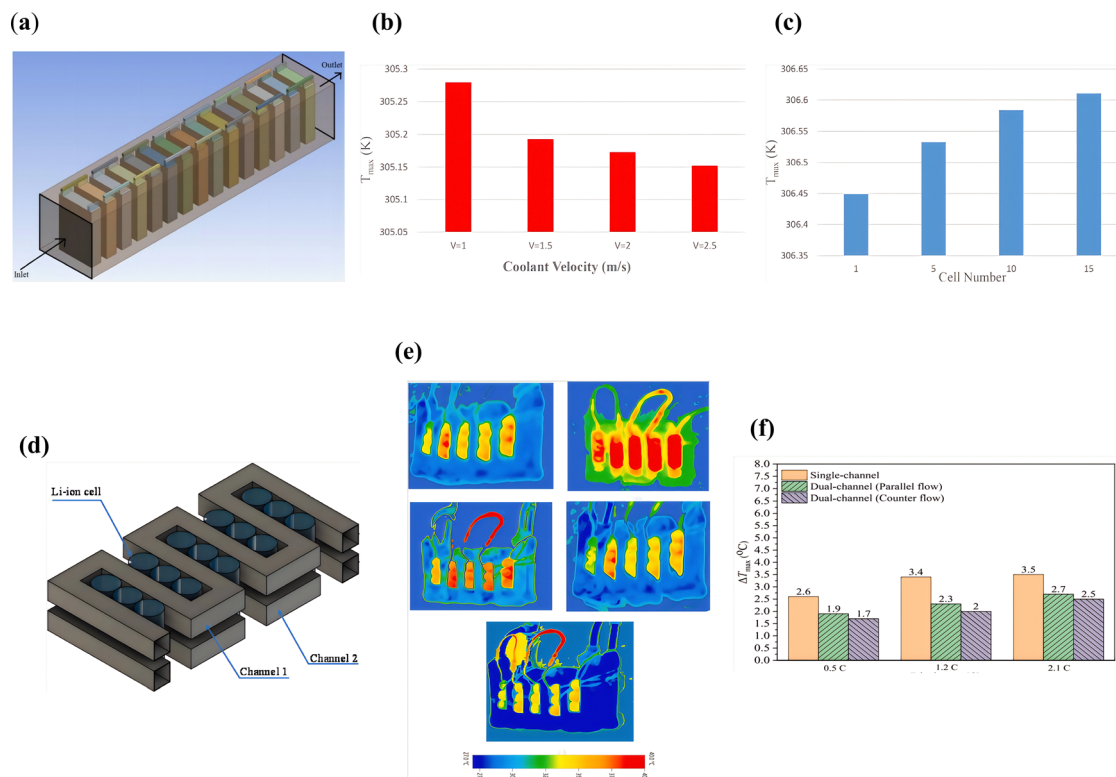 (a)
Outlet
Inlet
(b)
305.3
305.25
305.2
305.15
305.1
305.05
T_max (K)
V=1
V=1.5
V=2
V=2.5
Coolant Velocity (m/s)
(c)
306.65
306.6
306.55
306.5
306.45
306.4
306.35
T_max (K)
1
5
10
15
Cell Number
(d)
Li-ion cell
Channel 1
Channel 2
(e)
(f)
8.0
7.5
7.0
6.5
6.0
5.5
5.0
4.5
4.0
3.5
3.0
2.5
2.0
1.5
1.0
0.5
0.0
ΔT_max (⁰C)
Single-channel
Dual-channel (Parallel flow)
Dual-channel (Counter flow)
2.6
1.9
1.7
3.4
2.3
2
3.5
2.7
2.5
0.5 C
1.2 C
2.1 C